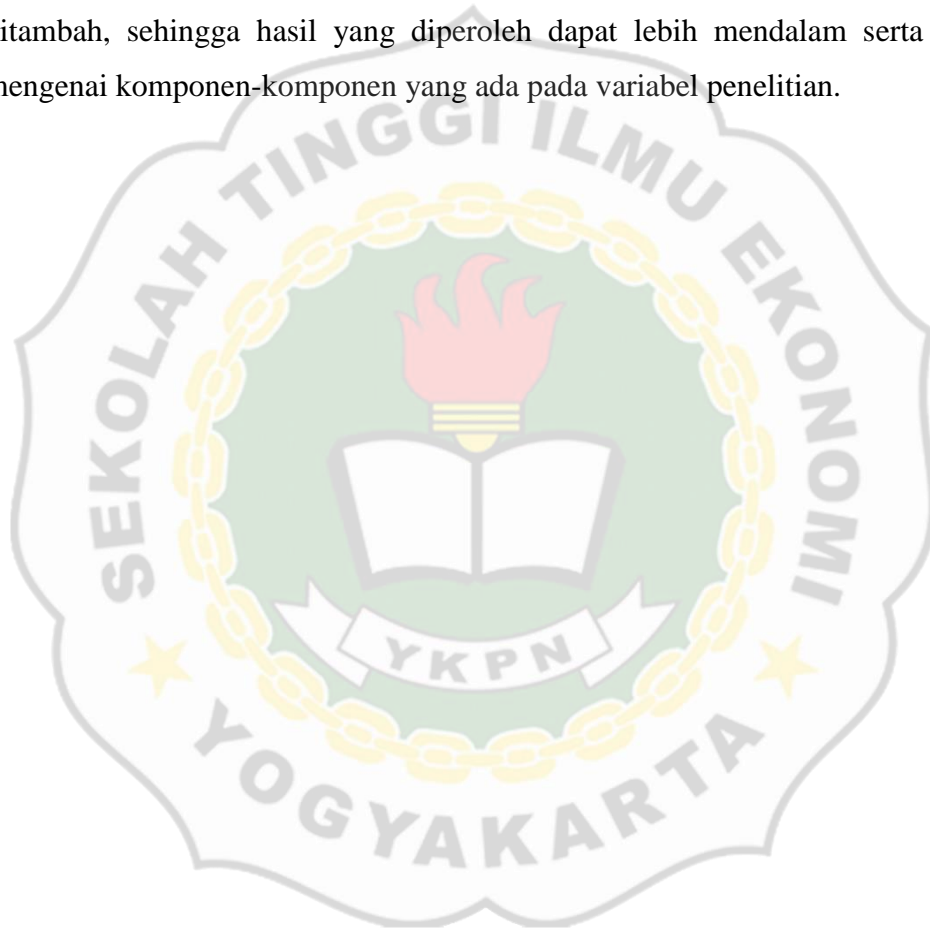 itambah, sehingga hasil yang diperoleh dapat lebih mendalam serta
mengenai komponen-komponen yang ada pada variabel penelitian.
SEKOLAH TINGGI ILMU EKONOMI
YKPN
YOGYAKARTA